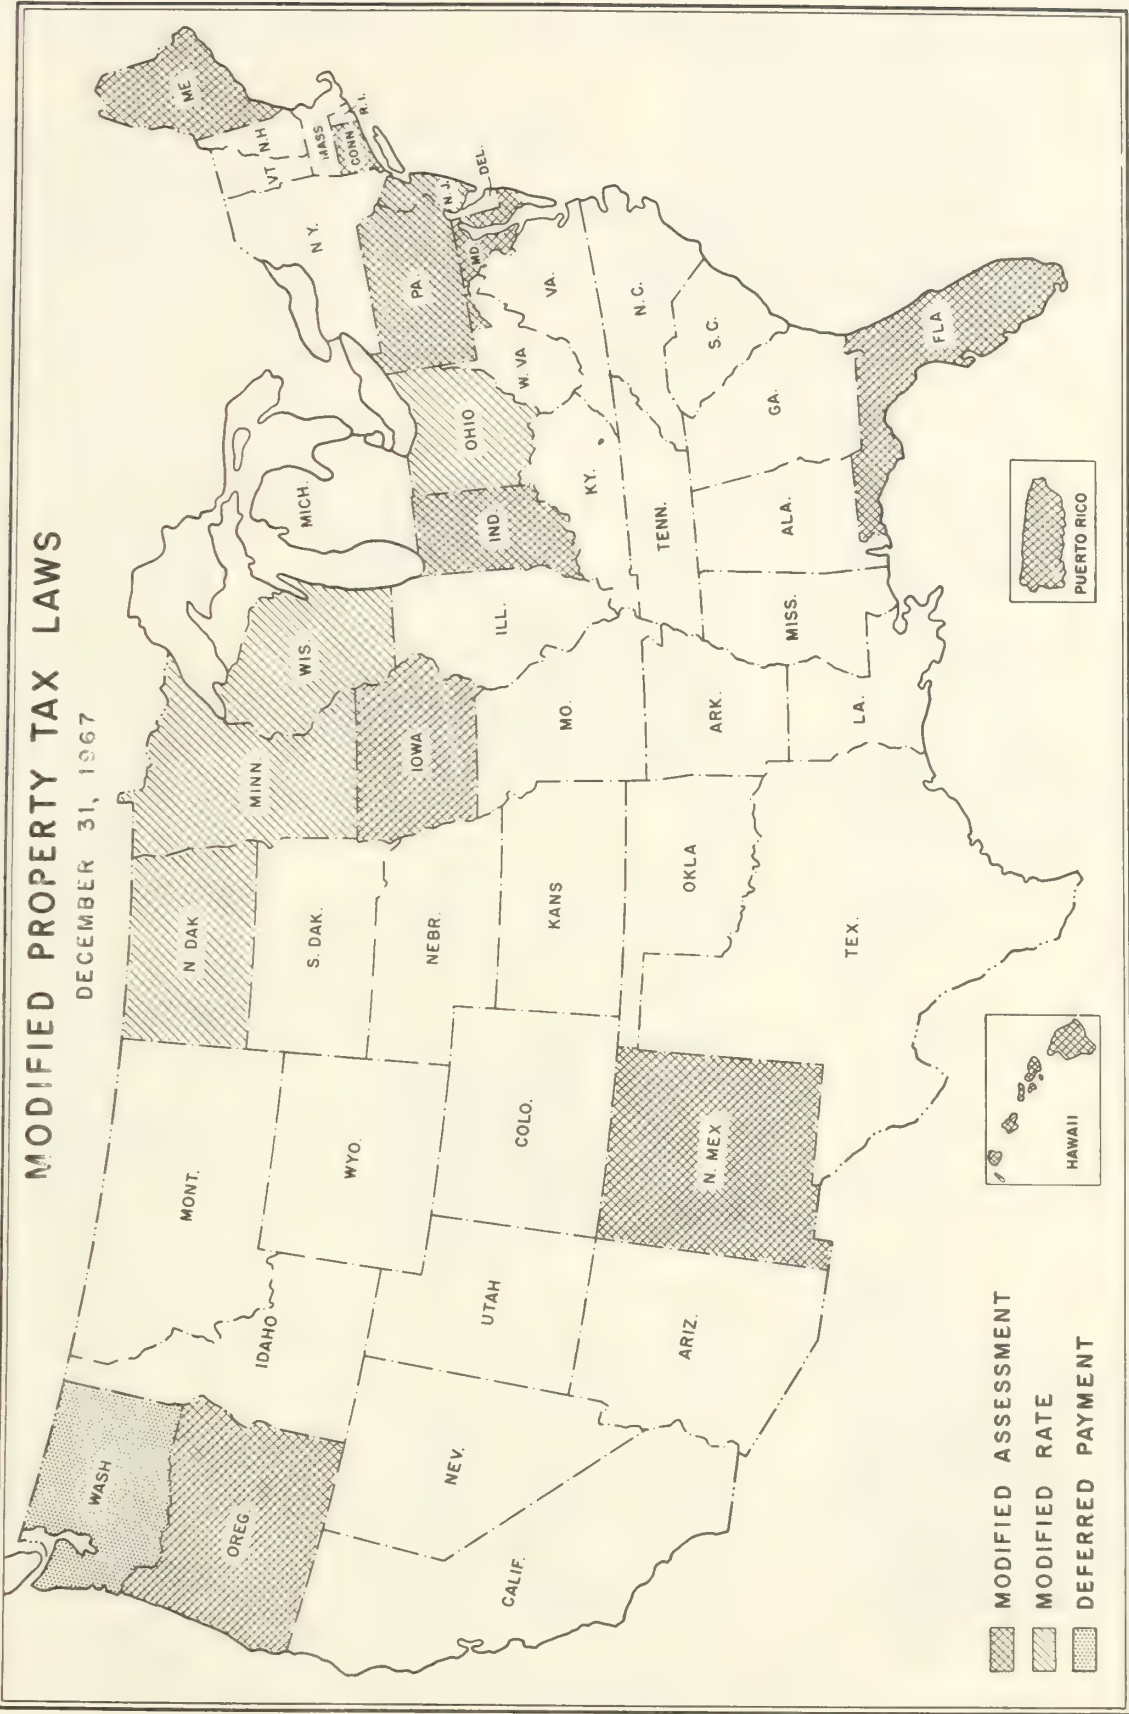 MODIFIED PROPERTY TAX LAWS
DECEMBER 31, 1967
WASH
OREG.
CALIF.
NEV.
IDAHO
MONT.
WYO.
UTAH
ARIZ.
COLO.
N. MEX
N DAK
S. DAK.
NEBR.
KANS
OKLA
TEX.
MINN
IOWA
MO.
ARK.
LA.
WIS.
ILL.
MICH.
IND.
OHIO
KY.
TENN.
MISS.
ALA.
GA.
FLA
S.C.
N.C.
VA.
W. VA
MD.
DEL.
PA.
N.J.
N Y.
CONN
R.I.
MASS
VT
N.H
ME
HAWAII
PUERTO RICO
MODIFIED ASSESSMENT
MODIFIED RATE
DEFERRED PAYMENT